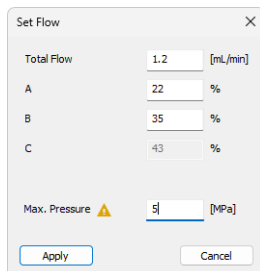 Set Flow
Total Flow 1.2 [mL/min]
A 22 %
B 35 %
C 43 %
Max. Pressure 5 [MPa]
Apply Cancel